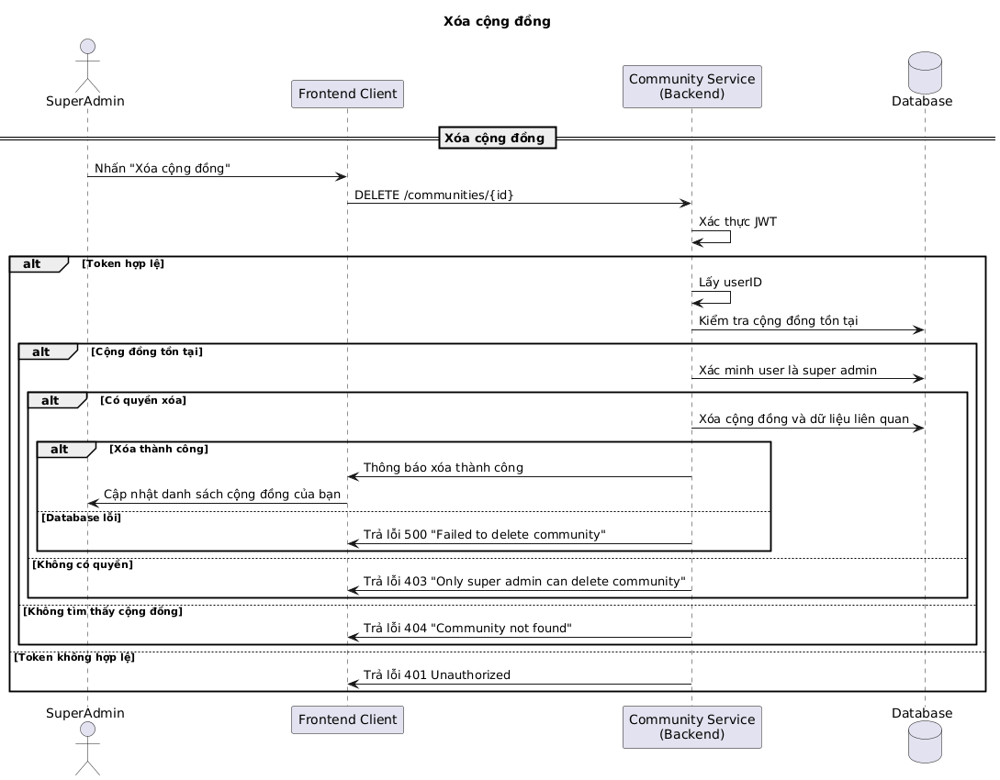 Xóa cộng đồng
SuperAdmin
Frontend Client
Community Service
(Backend)
Database
Xóa cộng đồng
Nhấn "Xóa cộng đồng"
DELETE /communities/{id}
Xác thực JWT
alt [Token hợp lệ]
Lấy userID
Kiểm tra cộng đồng tồn tại
alt [Cộng đồng tồn tại]
Xác minh user là super admin
alt [Có quyền xóa]
Xóa cộng đồng và dữ liệu liên quan
alt [Xóa thành công]
Thông báo xóa thành công
Cập nhật danh sách cộng đồng của bạn
[Database lỗi]
Trả lỗi 500 "Failed to delete community"
[Không có quyền]
Trả lỗi 403 "Only super admin can delete community"
[Không tìm thấy cộng đồng]
Trả lỗi 404 "Community not found"
[Token không hợp lệ]
Trả lỗi 401 Unauthorized
SuperAdmin
Frontend Client
Community Service
(Backend)
Database